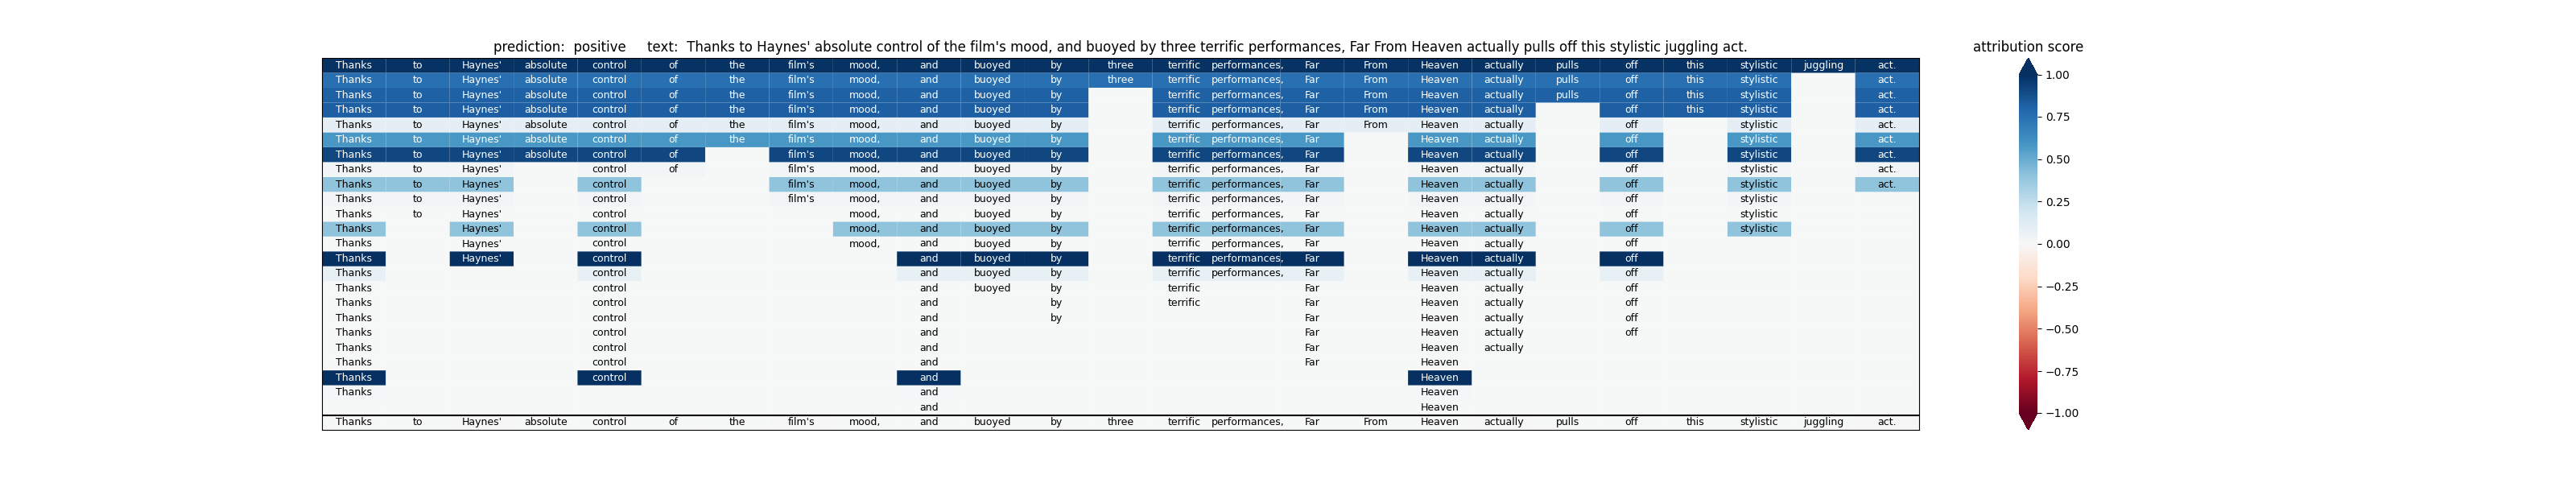 prediction: positive text: Thanks to Haynes' absolute control of the film's mood, and buoyed by three terrific performances, Far From Heaven actually pulls off this stylistic juggling act.
attribution score
Thanks to Haynes' absolute control of the film's mood, and buoyed by three terrific performances, Far From Heaven actually pulls off this stylistic juggling act.
Thanks to Haynes' absolute control of the film's mood, and buoyed by three terrific performances, Far From Heaven actually pulls off this stylistic act.
Thanks to Haynes' absolute control of the film's mood, and buoyed by terrific performances, Far From Heaven actually pulls off this stylistic act.
Thanks to Haynes' absolute control of the film's mood, and buoyed by terrific performances, Far From Heaven actually off this stylistic act.
Thanks to Haynes' absolute control of the film's mood, and buoyed by terrific performances, Far From Heaven actually off stylistic act.
Thanks to Haynes' absolute control of the film's mood, and buoyed by terrific performances, Far Heaven actually off stylistic act.
Thanks to Haynes' absolute control of film's mood, and buoyed by terrific performances, Far Heaven actually off stylistic act.
Thanks to Haynes' control of film's mood, and buoyed by terrific performances, Far Heaven actually off stylistic act.
Thanks to Haynes' control film's mood, and buoyed by terrific performances, Far Heaven actually off stylistic act.
Thanks to Haynes' control film's mood, and buoyed by terrific performances, Far Heaven actually off stylistic
Thanks to Haynes' control mood, and buoyed by terrific performances, Far Heaven actually off stylistic
Thanks Haynes' control mood, and buoyed by terrific performances, Far Heaven actually off stylistic
Thanks Haynes' control mood, and buoyed by terrific performances, Far Heaven actually off
Thanks Haynes' control and buoyed by terrific performances, Far Heaven actually off
Thanks control and buoyed by terrific performances, Far Heaven actually off
Thanks control and buoyed by terrific Far Heaven actually off
Thanks control and by terrific Far Heaven actually off
Thanks control and by Far Heaven actually off
Thanks control and Far Heaven actually off
Thanks control and Far Heaven actually
Thanks control and Far Heaven
Thanks control and Heaven
Thanks and Heaven
and Heaven
Thanks to Haynes' absolute control of the film's mood, and buoyed by three terrific performances, Far From Heaven actually pulls off this stylistic juggling act.
1.00
0.75
0.50
0.25
0.00
−0.25
−0.50
−0.75
−1.00